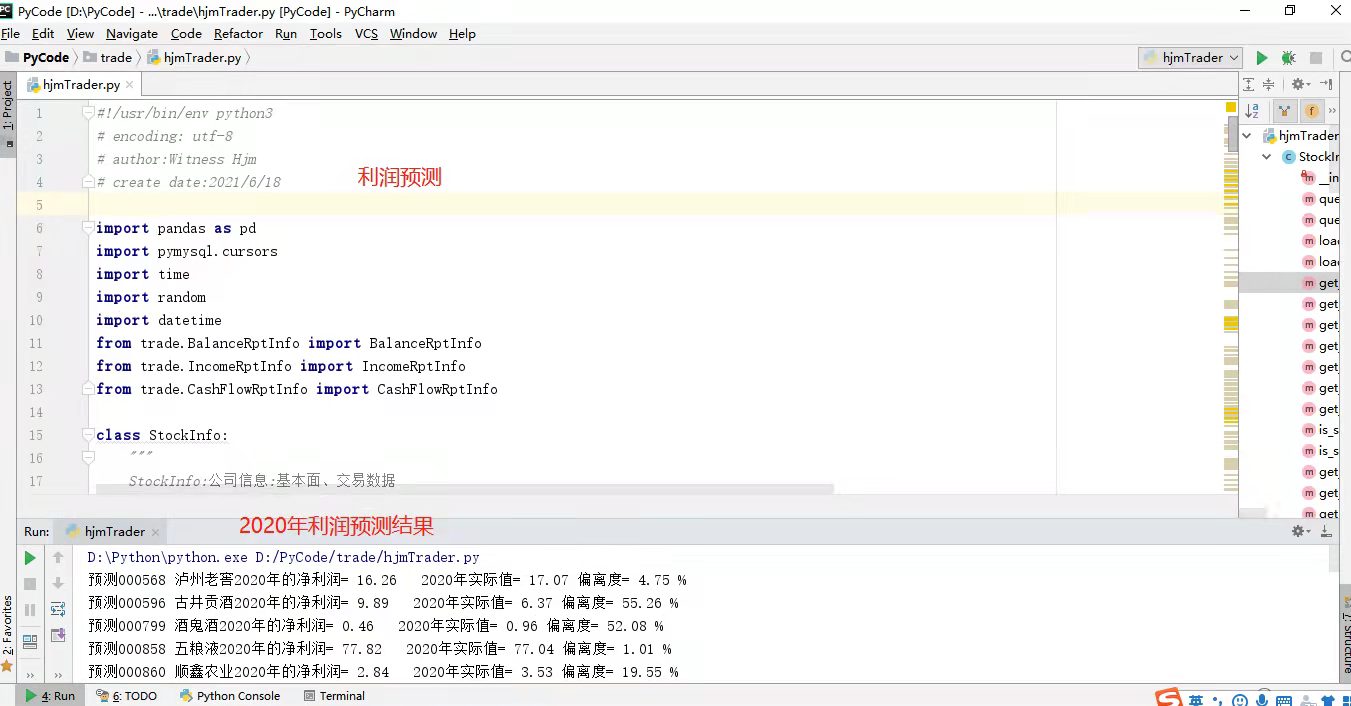 PyCode [D:\PyCode] - ...\trade\hjmTrader.py [PyCode] - PyCharm
File Edit View Navigate Code Refactor Run Tools VCS Window Help
PyCode trade hjmTrader.py hjmTrader
1: Project
hjmTrader.py
1 #!/usr/bin/env python3
2 # encoding: utf-8
3 # author:Witness Hjm
4 # create date:2021/6/18
利润预测
5
6 import pandas as pd
7 import pymysql.cursors
8 import time
9 import random
10 import datetime
11 from trade.BalanceRptInfo import BalanceRptInfo
12 from trade.IncomeRptInfo import IncomeRptInfo
13 from trade.CashFlowRptInfo import CashFlowRptInfo
14
15 class StockInfo:
16 """
17 StockInfo:公司信息:基本面、交易数据
hjmTrader
StockIn
__in
que
que
loa
loa
get_
get_
get_
get_
get_
get_
get_
is_s
is_s
get_
get_
get
Run: hjmTrader
2020年利润预测结果
D:\Python\python.exe D:/PyCode/trade/hjmTrader.py
预测000568 泸州老窖2020年的净利润= 16.26 2020年实际值= 17.07 偏离度= 4.75 %
预测000596 古井贡酒2020年的净利润= 9.89 2020年实际值= 6.37 偏离度= 55.26 %
预测000799 酒鬼酒2020年的净利润= 0.46 2020年实际值= 0.96 偏离度= 52.08 %
预测000858 五粮液2020年的净利润= 77.82 2020年实际值= 77.04 偏离度= 1.01 %
预测000860 顺鑫农业2020年的净利润= 2.84 2020年实际值= 3.53 偏离度= 19.55 %
2: Favorites
7: Structure
4: Run 6: TODO Python Console Terminal
英